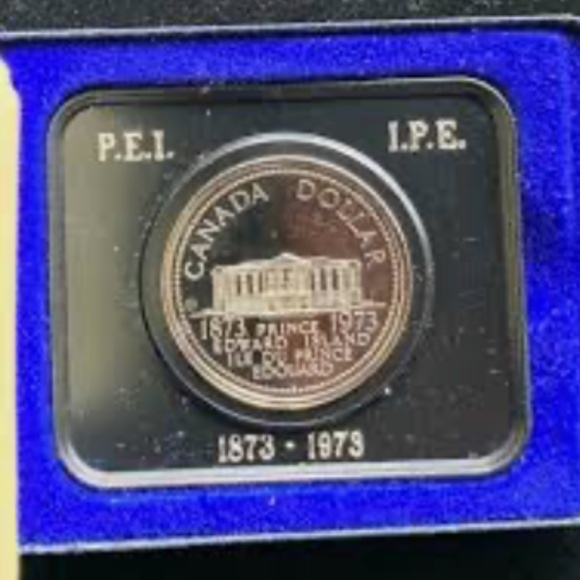 P.E.I. I.P.E.
CANADA DOLLAR
1873 PRINCE 1973
EDWARD ISLAND
ILE DU PRINCE
EDOUARD
1873 • 1973